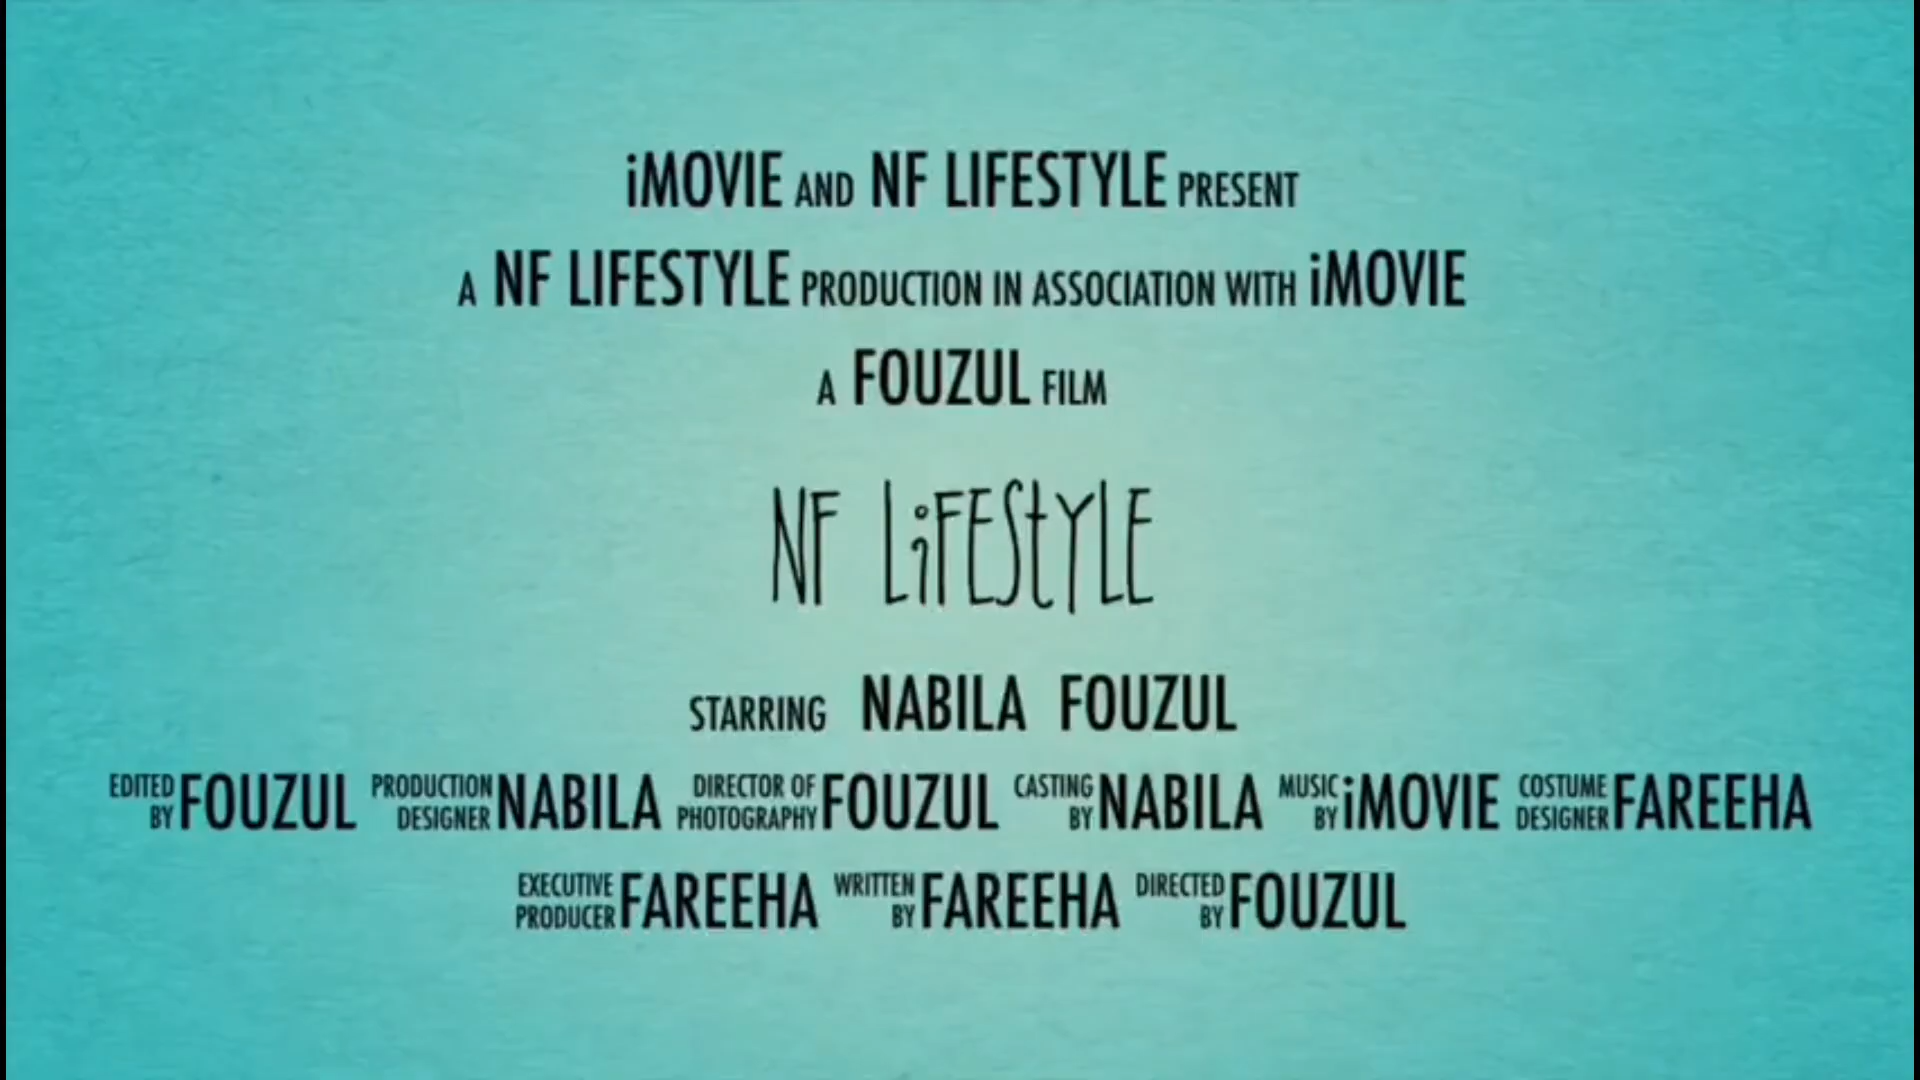 iMOVIE AND NF LIFESTYLE PRESENT
A NF LIFESTYLE PRODUCTION IN ASSOCIATION WITH iMOVIE
A FOUZUL FILM
NF LiFEStYLE
STARRING NABILA FOUZUL
EDITED BY FOUZUL PRODUCTION DESIGNER NABILA DIRECTOR OF PHOTOGRAPHY FOUZUL CASTING BY NABILA MUSIC BY iMOVIE COSTUME DESIGNER FAREEHA
EXECUTIVE PRODUCER FAREEHA WRITTEN BY FAREEHA DIRECTED BY FOUZUL